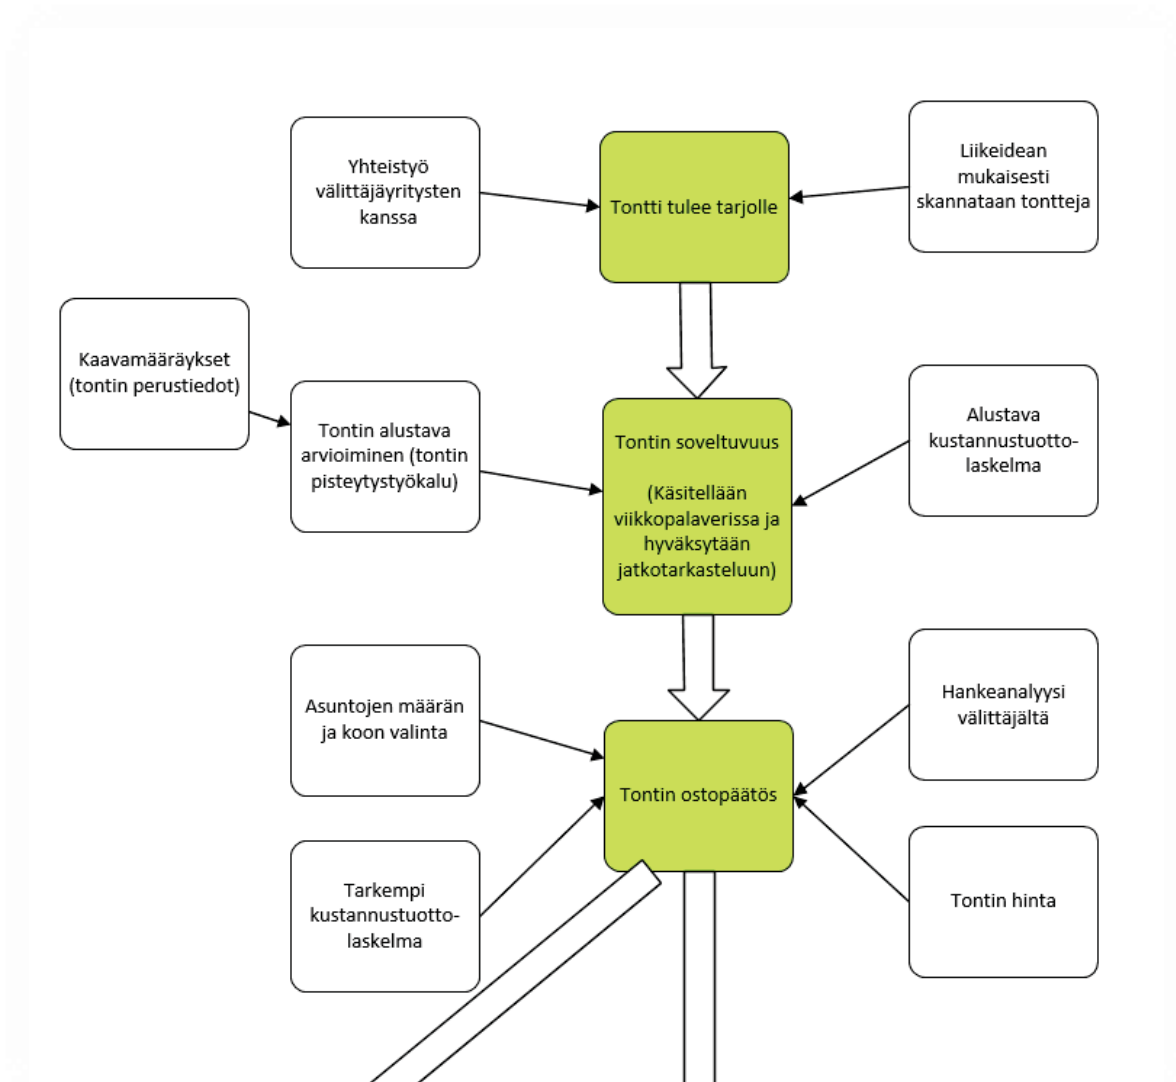 Yhteistyö
välittäjäyritysten
kanssa
Tontti tulee tarjolle
Liikeidean
mukaisesti
skannataan tontteja
Kaavamääräykset
(tontin perustiedot)
Tontin alustava
arvioiminen (tontin
pisteytystyökalu)
Tontin soveltuvuus
(Käsitellään
viikkopalaverissa ja
hyväksytään
jatkotarkasteluun)
Alustava
kustannustuotto-
laskelma
Asuntojen määrän
ja koon valinta
Tontin ostopäätös
Hankeanalyysi
välittäjältä
Tarkempi
kustannustuotto-
laskelma
Tontin hinta